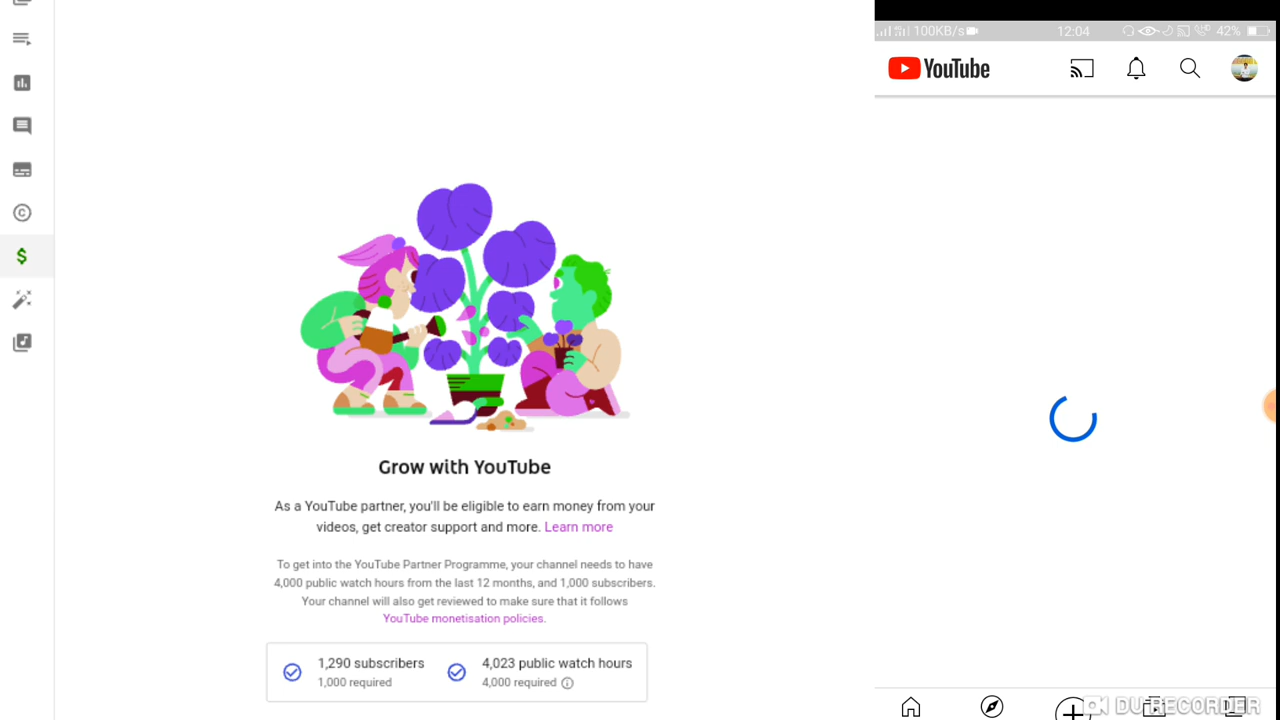 Grow with YouTube
As a YouTube partner, you'll be eligible to earn money from your
videos, get creator support and more. Learn more
To get into the YouTube Partner Programme, your channel needs to have
4,000 public watch hours from the last 12 months, and 1,000 subscribers.
Your channel will also get reviewed to make sure that it follows
YouTube monetisation policies.
1,290 subscribers
1,000 required
4,023 public watch hours
4,000 required
100KB/s 12:04 42%
YouTube
DU RECORDER